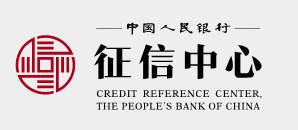 中国人民银行
征信中心
CREDIT REFERENCE CENTER,
THE PEOPLE'S BANK OF CHINA